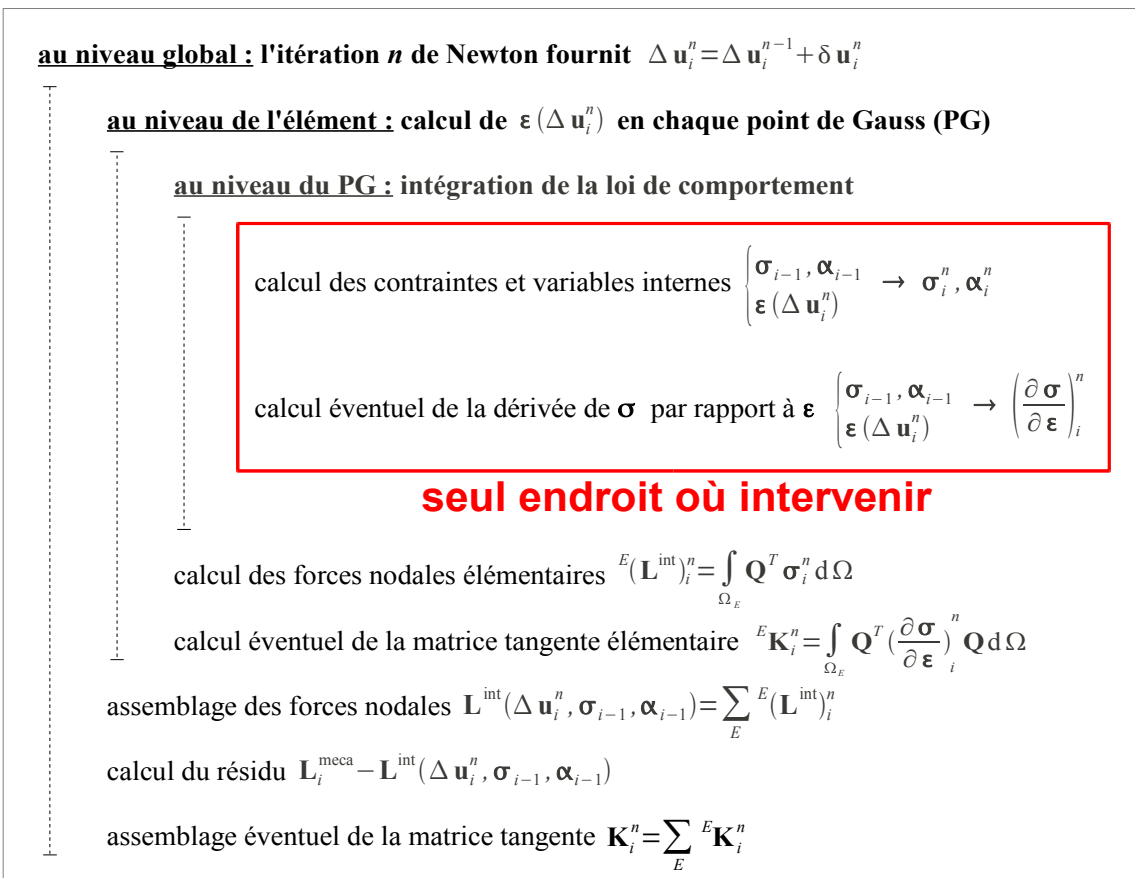 au niveau global : l'itération n de Newton fournit Δ u_i^n = Δ u_i^{n−1} + δ u_i^n
au niveau de l'élément : calcul de ε (Δ u_i^n) en chaque point de Gauss (PG)
au niveau du PG : intégration de la loi de comportement
calcul des contraintes et variables internes { σ_{i−1}, α_{i−1} ; ε (Δ u_i^n) → σ_i^n, α_i^n
calcul éventuel de la dérivée de σ par rapport à ε { σ_{i−1}, α_{i−1} ; ε (Δ u_i^n) → (∂ σ / ∂ ε)_i^n
seul endroit où intervenir
calcul des forces nodales élémentaires ^E(L^int)_i^n = ∫_{Ω_E} Q^T σ_i^n d Ω
calcul éventuel de la matrice tangente élémentaire ^E K_i^n = ∫_{Ω_E} Q^T (∂ σ / ∂ ε)_i^n Q d Ω
assemblage des forces nodales L^int (Δ u_i^n, σ_{i−1}, α_{i−1}) = ∑_E ^E(L^int)_i^n
calcul du résidu L_i^meca − L^int (Δ u_i^n, σ_{i−1}, α_{i−1})
assemblage éventuel de la matrice tangente K_i^n = ∑_E ^E K_i^n